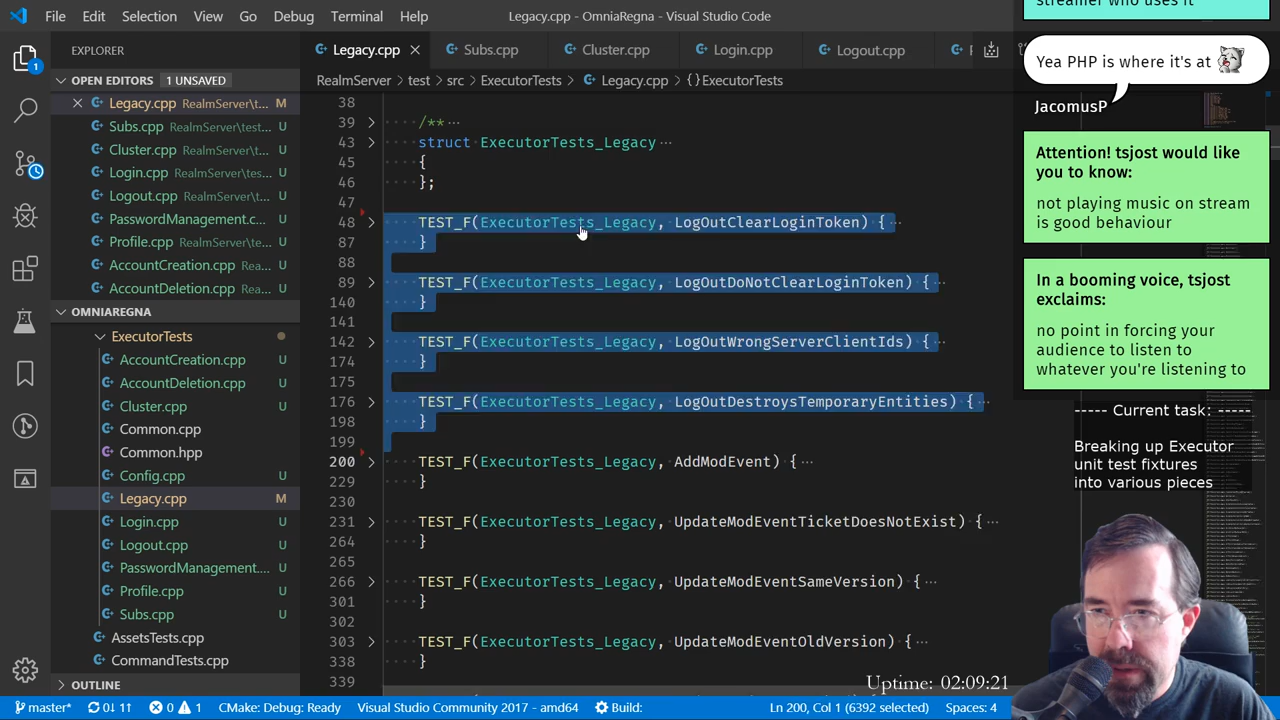 File Edit Selection View Go Debug Terminal Help
Legacy.cpp - OmniaRegna - Visual Studio Code
streamer who uses it
EXPLORER
Legacy.cpp Subs.cpp Cluster.cpp Login.cpp Logout.cpp
Yea PHP is where it's at
JacomusP
OPEN EDITORS 1 UNSAVED
RealmServer > test > src > ExecutorTests > Legacy.cpp > {} ExecutorTests
Legacy.cpp RealmServer\t... M
Subs.cpp RealmServer\test... U
Cluster.cpp RealmServer\te... U
Login.cpp RealmServer\test... U
Logout.cpp RealmServer\te... U
PasswordManagement.c... U
Profile.cpp RealmServer\te... U
AccountCreation.cpp Rea... U
AccountDeletion.cpp Rea... U
OMNIAREGNA
ExecutorTests
AccountCreation.cpp U
AccountDeletion.cpp U
Cluster.cpp U
Common.cpp U
Common.hpp U
Config.cpp U
Legacy.cpp M
Login.cpp U
Logout.cpp U
PasswordManagement.... U
Profile.cpp U
Subs.cpp U
AssetsTests.cpp
CommandTests.cpp
OUTLINE
38
39 /** ...
43 struct ExecutorTests_Legacy ...
45 {
46 };
47
48 TEST_F(ExecutorTests_Legacy, LogOutClearLoginToken) { ...
87 }
88
89 TEST_F(ExecutorTests_Legacy, LogOutDoNotClearLoginToken) { ...
140 }
141
142 TEST_F(ExecutorTests_Legacy, LogOutWrongServerClientIds) { ...
174 }
175
176 TEST_F(ExecutorTests_Legacy, LogOutDestroysTemporaryEntities) { ...
198 }
199
200 TEST_F(ExecutorTests_Legacy, AddModEvent) { ...
}
TEST_F(ExecutorTests_Legacy, UpdateModEventTicketDoesNotExist) { ...
264 }
265
266 TEST_F(ExecutorTests_Legacy, UpdateModEventSameVersion) { ...
301 }
302
303 TEST_F(ExecutorTests_Legacy, UpdateModEventOldVersion) { ...
338 }
339
Attention! tsjost would like
you to know:
not playing music on stream
is good behaviour
In a booming voice, tsjost
exclaims:
no point in forcing your
audience to listen to
whatever you're listening to
----- Current task: -----
Breaking up Executor
unit test fixtures
into various pieces
Uptime: 02:09:21
master* 0↓ 1↑ 0 1 CMake: Debug: Ready Visual Studio Community 2017 - amd64 Build: Ln 200, Col 1 (6392 selected) Spaces: 4